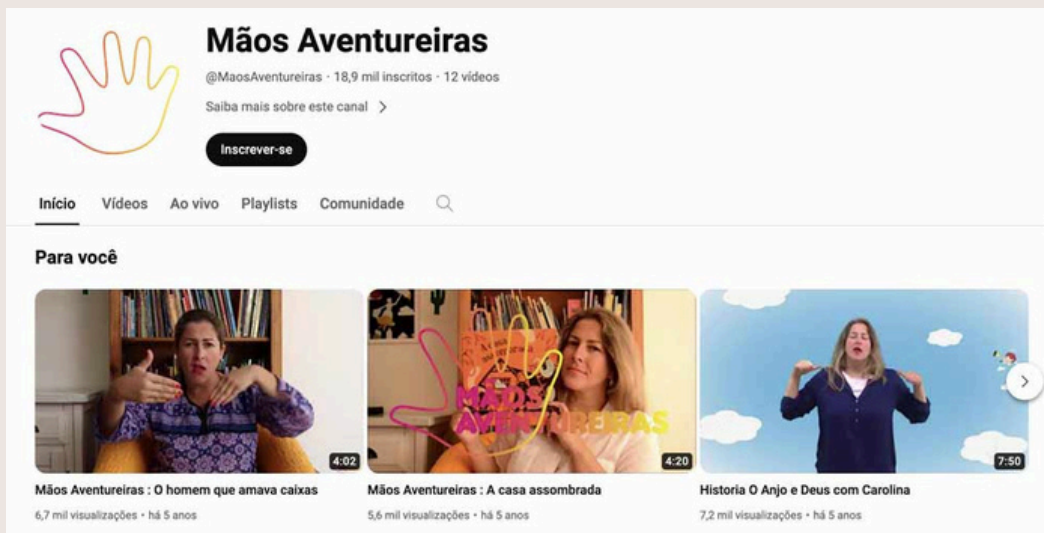 Mãos Aventureiras
@MaosAventureiras · 18,9 mil inscritos · 12 vídeos
Saiba mais sobre este canal >
Inscrever-se
Início Vídeos Ao vivo Playlists Comunidade
Para você
A casa assombrada
MÃOS
AVENTUREIRAS
4:02
4:20
7:50
Mãos Aventureiras : O homem que amava caixas
6,7 mil visualizações • há 5 anos
Mãos Aventureiras : A casa assombrada
5,6 mil visualizações • há 5 anos
Historia O Anjo e Deus com Carolina
7,2 mil visualizações • há 5 anos